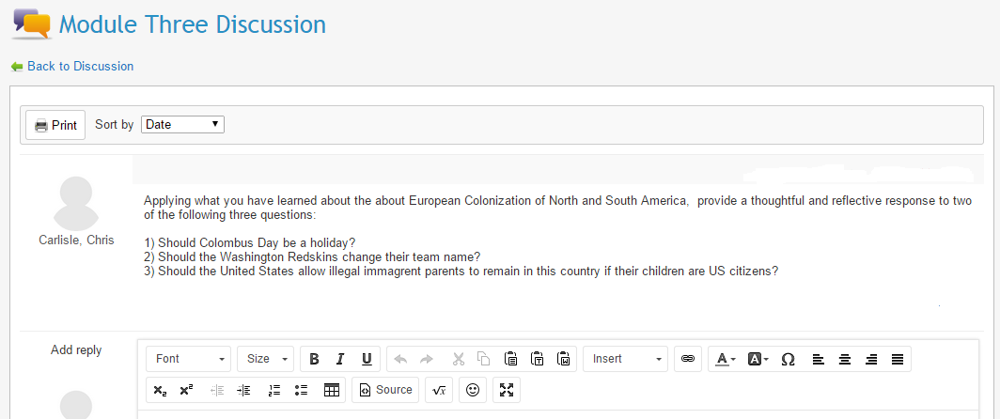 Module Three Discussion
Back to Discussion
Print Sort by Date
Carlisle, Chris
Applying what you have learned about the about European Colonization of North and South America, provide a thoughtful and reflective response to two
of the following three questions:
1) Should Colombus Day be a holiday?
2) Should the Washington Redskins change their team name?
3) Should the United States allow illegal immagrent parents to remain in this country if their children are US citizens?
Add reply
Font Size B I U Insert A A Ω
X₂ X² Source √x